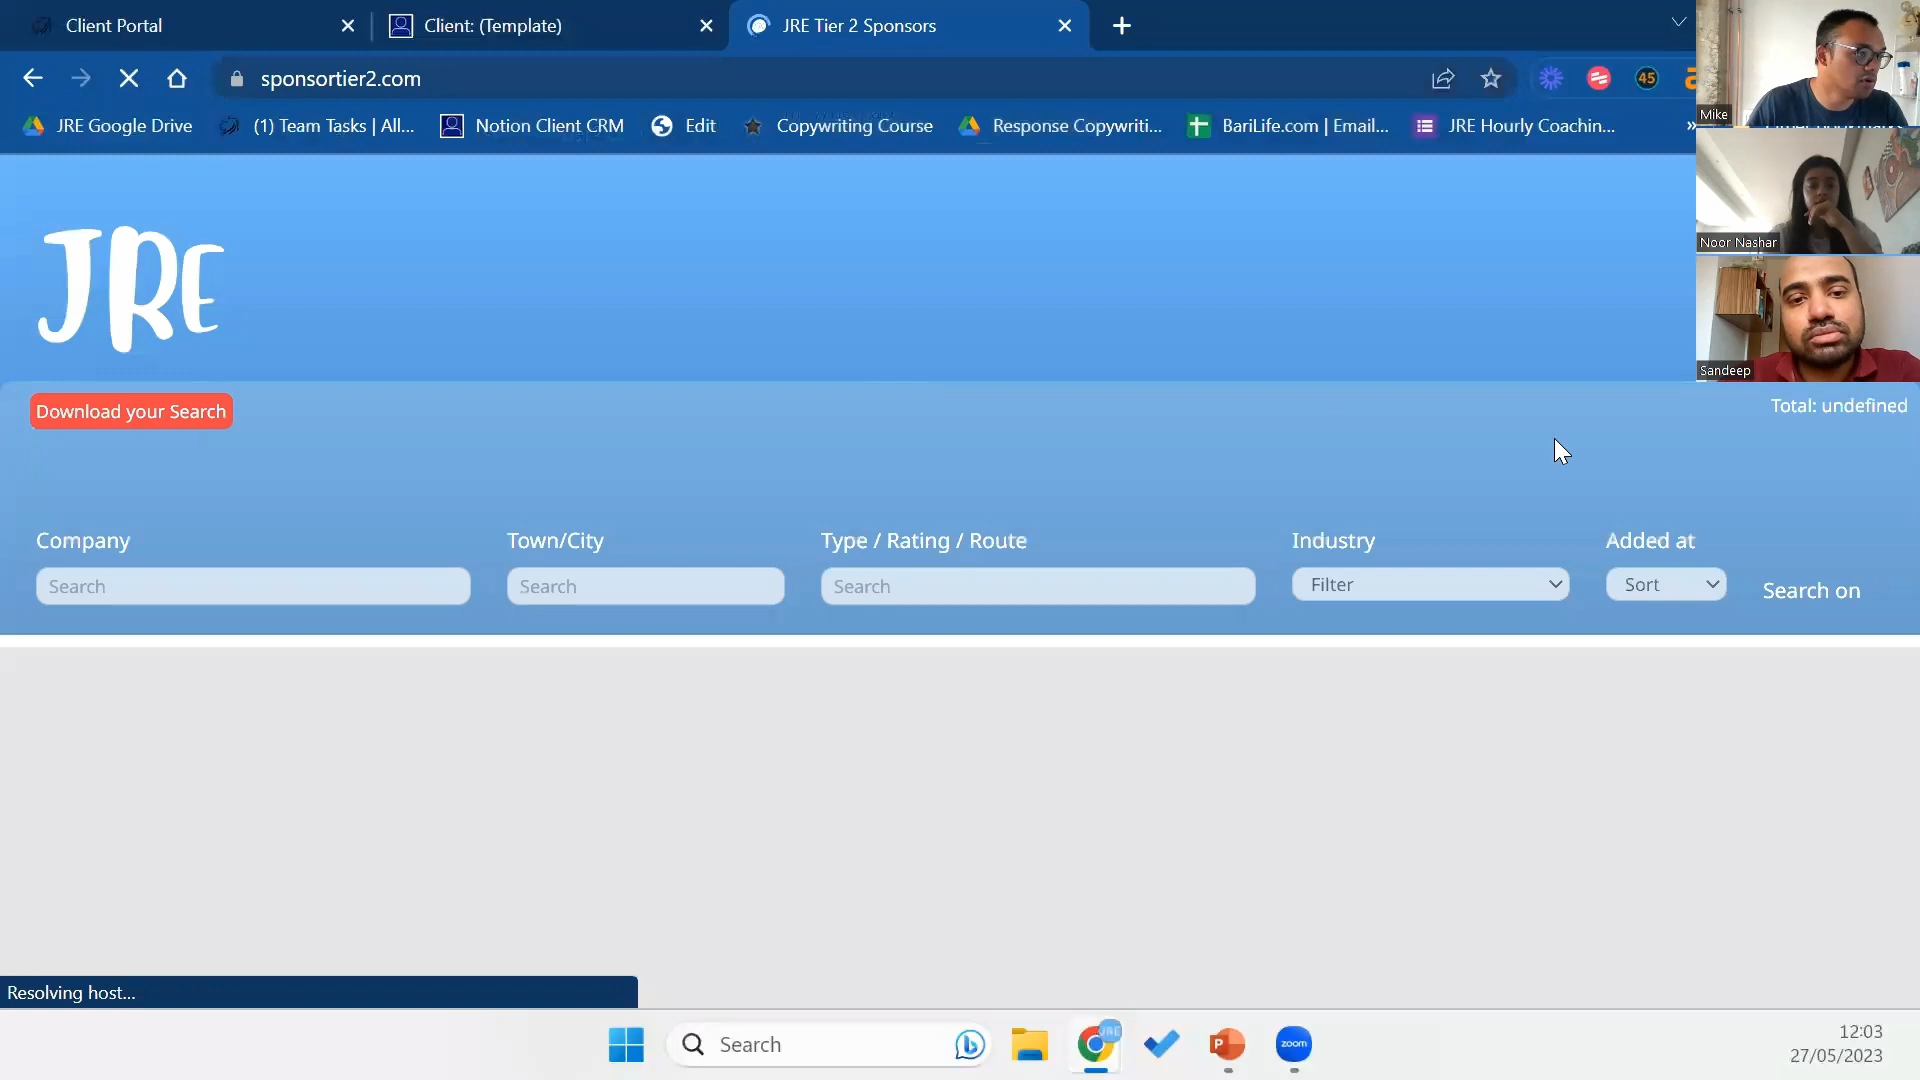 Client Portal
Client: (Template)
JRE Tier 2 Sponsors
sponsortier2.com
45
JRE Google Drive
(1) Team Tasks | All...
Notion Client CRM
Edit
Copywriting Course
Response Copywriti...
BariLife.com | Email...
JRE Hourly Coachin...
»
Mike
Noor Nashar
Sandeep
JRE
Download your Search
Total: undefined
Company
Town/City
Type / Rating / Route
Industry
Added at
Search
Search
Search
Filter
Sort
Search on
Resolving host...
Search
JRE
P
zoom
12:03
27/05/2023